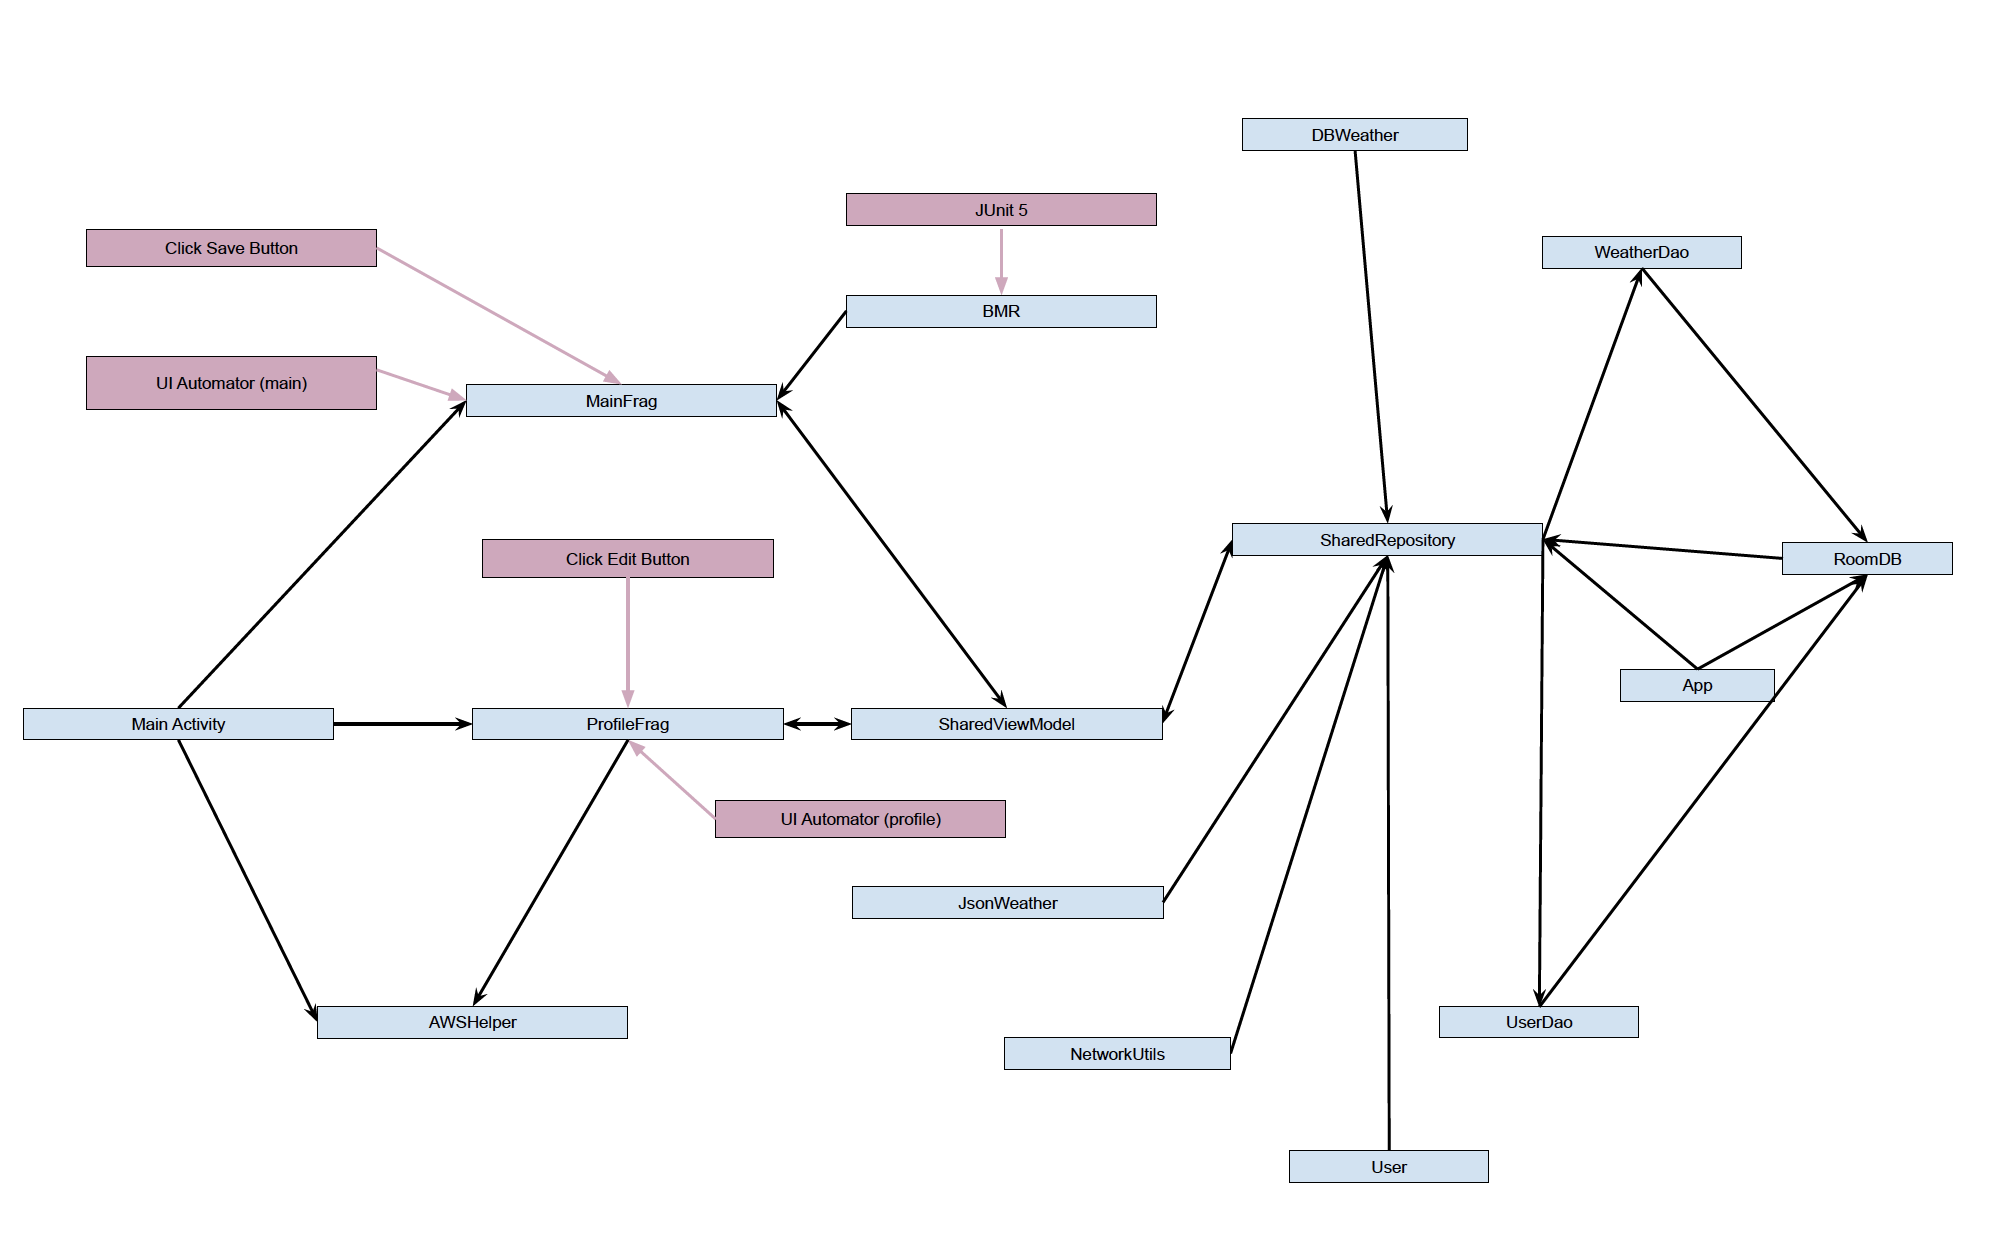 DBWeather
JUnit 5
Click Save Button
WeatherDao
BMR
UI Automator (main)
MainFrag
SharedRepository
Click Edit Button
RoomDB
App
Main Activity
ProfileFrag
SharedViewModel
UI Automator (profile)
JsonWeather
AWSHelper
UserDao
NetworkUtils
User